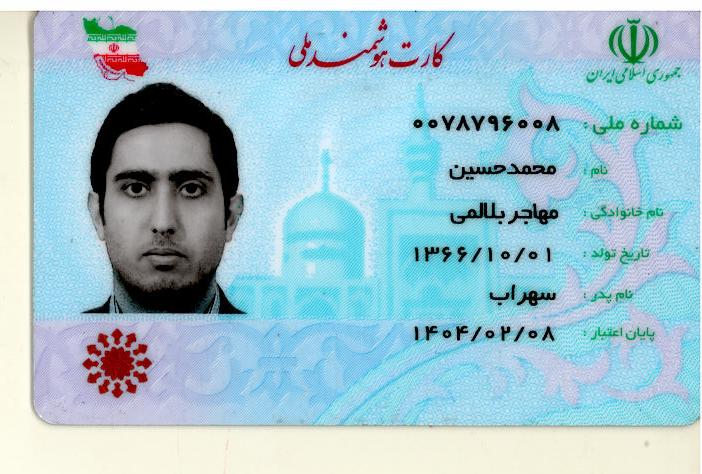 کارت هوشمند ملی
جمهوری اسلامی ایران
شماره ملی: ۰۰۷۸۷۹۶۰۰۸
نام: محمدحسین
نام خانوادگی: مهاجر بلالمی
تاریخ تولد: ۱۳۶۶/۱۰/۰۱
نام پدر: سهراب
پایان اعتبار: ۱۴۰۴/۰۲/۰۸